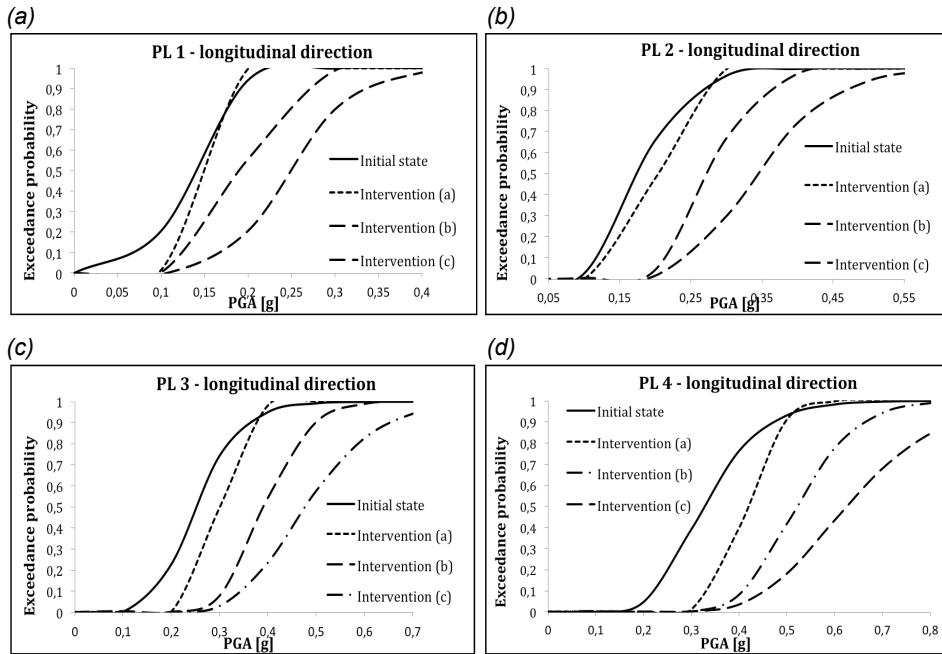 (a)
PL 1 - longitudinal direction
Exceedance probability
1
0,9
0,8
0,7
0,6
0,5
0,4
0,3
0,2
0,1
0
Initial state
Intervention (a)
Intervention (b)
Intervention (c)
0
0,05
0,1
0,15
0,2
0,25
0,3
0,35
0,4
PGA [g]
(b)
PL 2 - longitudinal direction
Exceedance probability
1
0,9
0,8
0,7
0,6
0,5
0,4
0,3
0,2
0,1
0
Initial state
Intervention (a)
Intervention (b)
Intervention (c)
0,05
0,15
0,25
0,35
0,45
0,55
PGA [g]
(c)
PL 3 - longitudinal direction
Exceedance probability
1
0,9
0,8
0,7
0,6
0,5
0,4
0,3
0,2
0,1
0
Initial state
Intervention (a)
Intervention (b)
Intervention (c)
0
0,1
0,2
0,3
0,4
0,5
0,6
0,7
PGA [g]
(d)
PL 4 - longitudinal direction
Exceedance probability
1
0,9
0,8
0,7
0,6
0,5
0,4
0,3
0,2
0,1
0
Initial state
Intervention (a)
Intervention (b)
Intervention (c)
0
0,1
0,2
0,3
0,4
0,5
0,6
0,7
0,8
PGA [g]